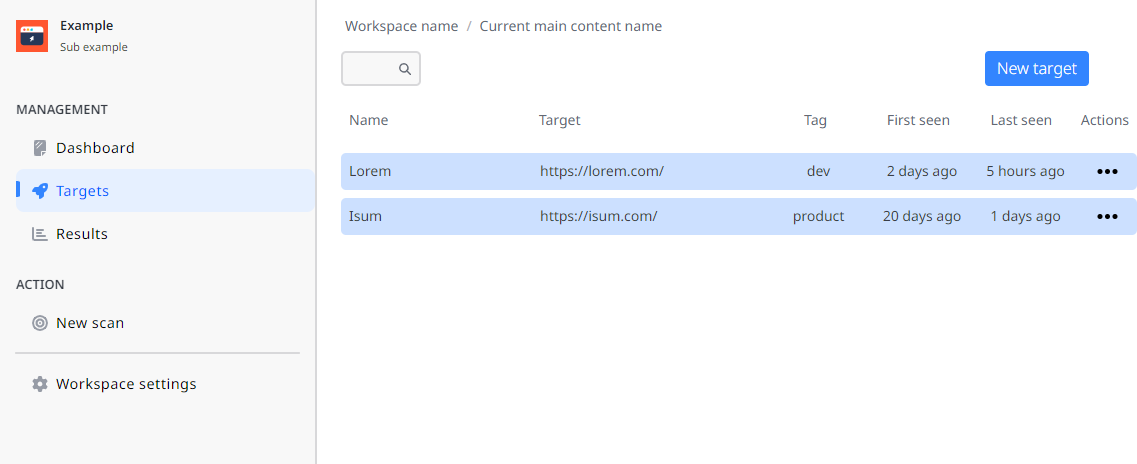 Example
Sub example
MANAGEMENT
Dashboard
Targets
Results
ACTION
New scan
Workspace settings
Workspace name / Current main content name
New target
Name Target Tag First seen Last seen Actions
Lorem https://lorem.com/ dev 2 days ago 5 hours ago •••
Isum https://isum.com/ product 20 days ago 1 days ago •••